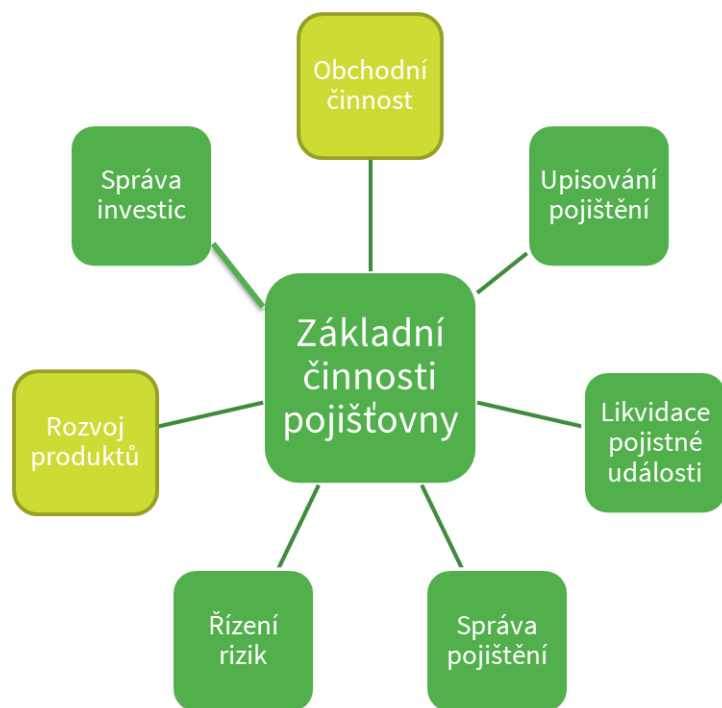 Obchodní
činnost
Správa
investic
Upisování
pojištění
Základní
činnosti
pojišťovny
Rozvoj
produktů
Likvidace
pojistné
události
Řízení
rizik
Správa
pojištění